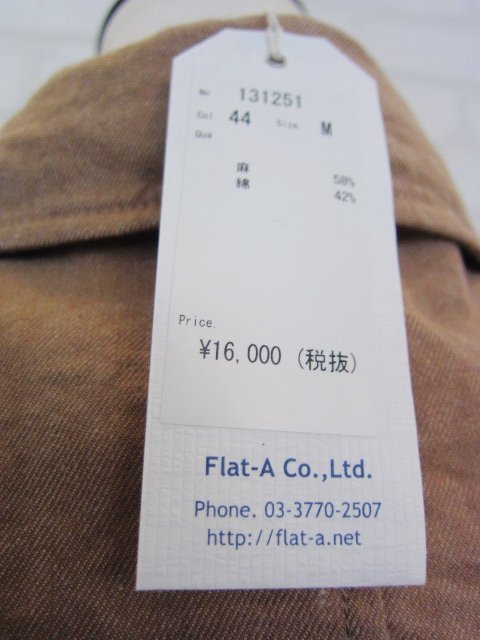 No 131251
Col 44 Size M
Qua
麻 58%
綿 42%
Price.
¥16,000 (税抜)
Flat-A Co.,Ltd.
Phone. 03-3770-2507
http://flat-a.net